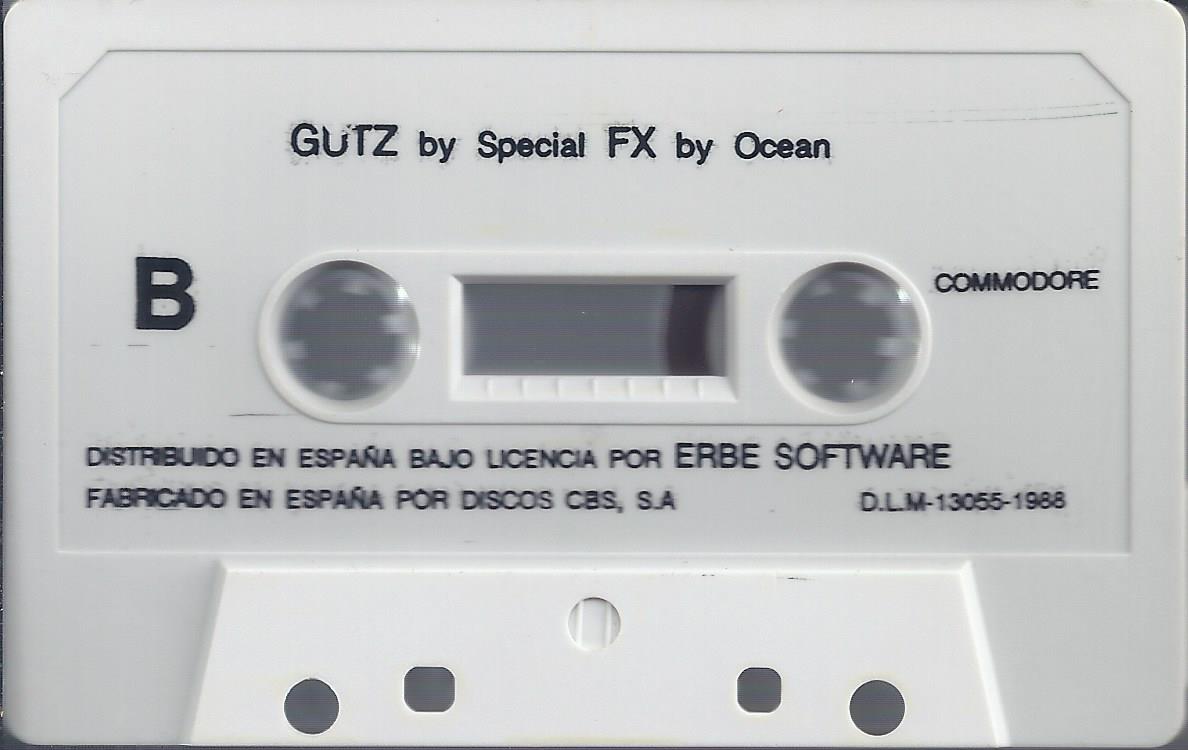 GUTZ by Special FX by Ocean
B
COMMODORE
DISTRIBUIDO EN ESPAÑA BAJO LICENCIA POR ERBE SOFTWARE
FABRICADO EN ESPAÑA POR DISCOS CBS, S.A
D.L.M-13055-1988